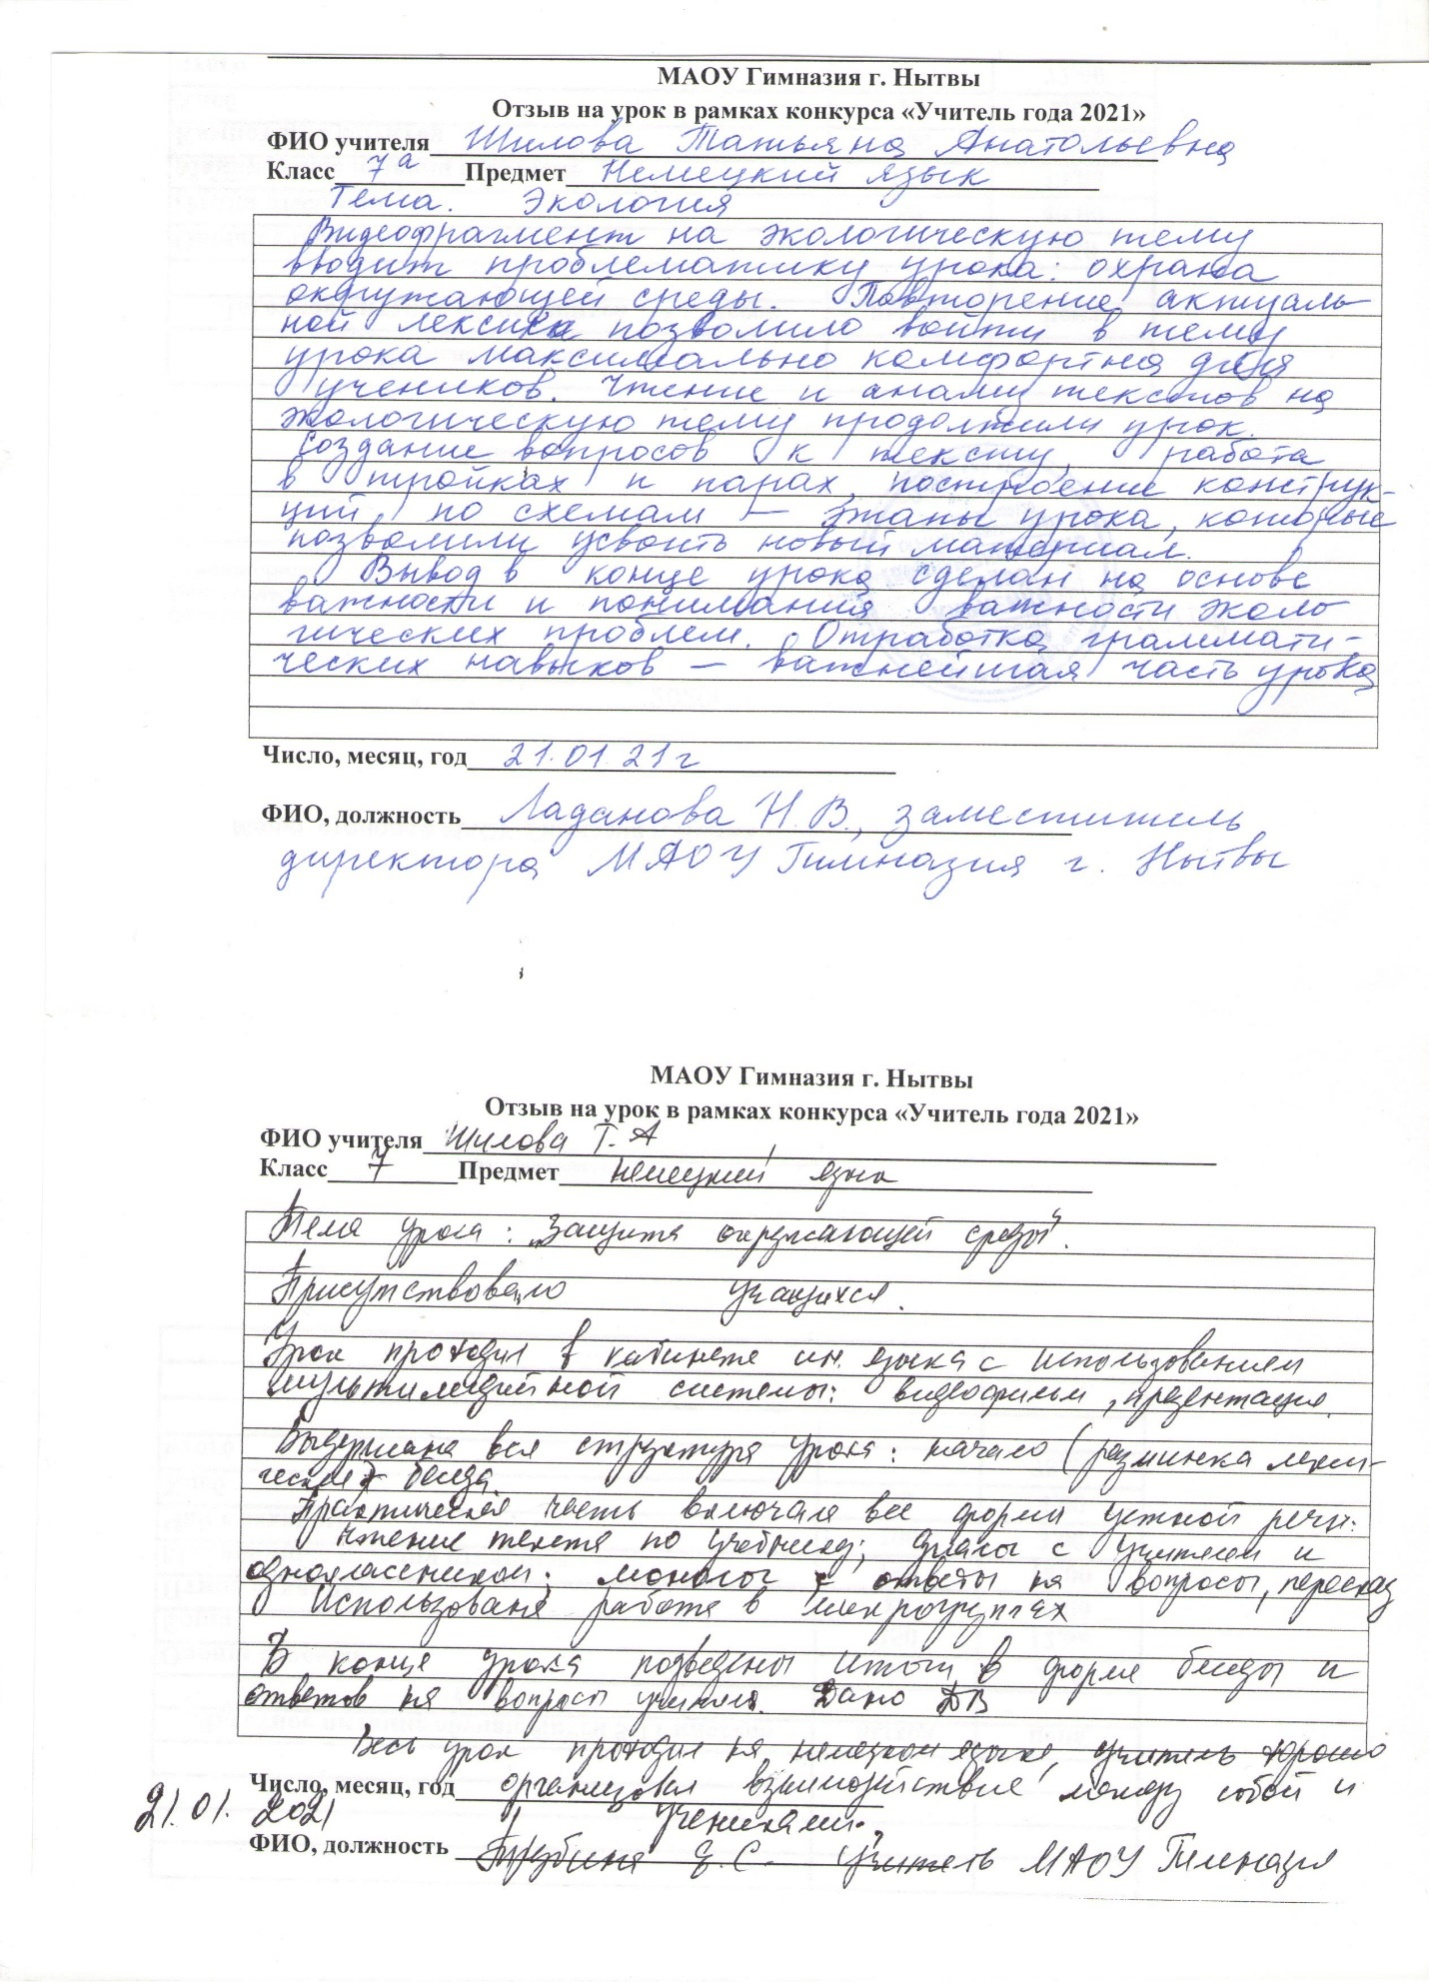 МАОУ Гимназия г. Нытвы
Отзыв на урок в рамках конкурса «Учитель года 2021»
ФИО учителя Шилова Татьяна Анатольевна
Класс 7а Предмет Немецкий язык
Тема. Экология
Видеофрагмент на экологическую тему
вводит проблематику урока: охрана
окружающей среды. Повторение актуаль
ной лексики позволило войти в тему
урока максимально комфортно для
учеников. Чтение и анализ текстов на
экологическую тему продолжили урок.
Создание вопросов к тексту, работа
в тройках и парах, построение конструк-
ций по схемам — этапы урока, которые
позволили усвоить новый материал.
Вывод в конце урока сделан на основе
важности и понимания важности эколо
гических проблем. Отработка граммати-
ческих навыков — важнейшая часть урока
Число, месяц, год 21.01.21г
ФИО, должность Ладанова Н.В., заместитель
директора МАОУ Гимназия г. Нытвы
МАОУ Гимназия г. Нытвы
Отзыв на урок в рамках конкурса «Учитель года 2021»
ФИО учителя Шилова Т.А
Класс 7 Предмет немецкий язык
Тема урока: „Защита окружающей среды“.
Присутствовало учащихся.
Урок проходил в кабинете ин. языка с использованием
мультимедийной системы: видеофильм, презентация.
Выдержана вся структура урока: начало (разминка лекси-
ческая) беседа.
Практическая часть включала все формы устной речи:
чтение текста по учебнику; диалоги с учителем и
одноклассником; монолог ответы на вопросы, пересказ
Использована работа в микрогруппах
В конце урока подведены итоги в форме беседы и
ответов на вопросы учителя. Дано ДЗ
Весь урок проходил на немецком языке, учитель хорошо
Число, месяц, год организовал взаимодействие между собой и
21.01.2021 учениками.
ФИО, должность Трубина Е.С. учитель МАОУ Гимназия